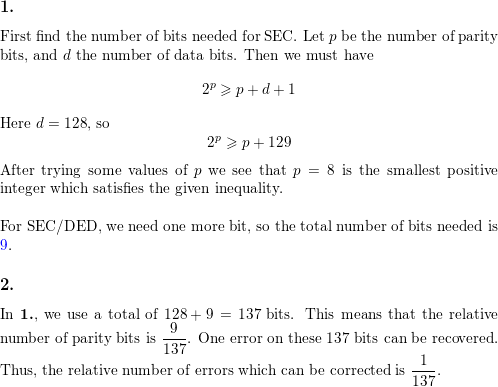 1.
First find the number of bits needed for SEC. Let p be the number of parity
bits, and d the number of data bits. Then we must have
2^p ⩾ p + d + 1
Here d = 128, so
2^p ⩾ p + 129
After trying some values of p we see that p = 8 is the smallest positive
integer which satisfies the given inequality.
For SEC/DED, we need one more bit, so the total number of bits needed is
9.
2.
In 1., we use a total of 128 + 9 = 137 bits. This means that the relative
number of parity bits is 9/137. One error on these 137 bits can be recovered.
Thus, the relative number of errors which can be corrected is 1/137.